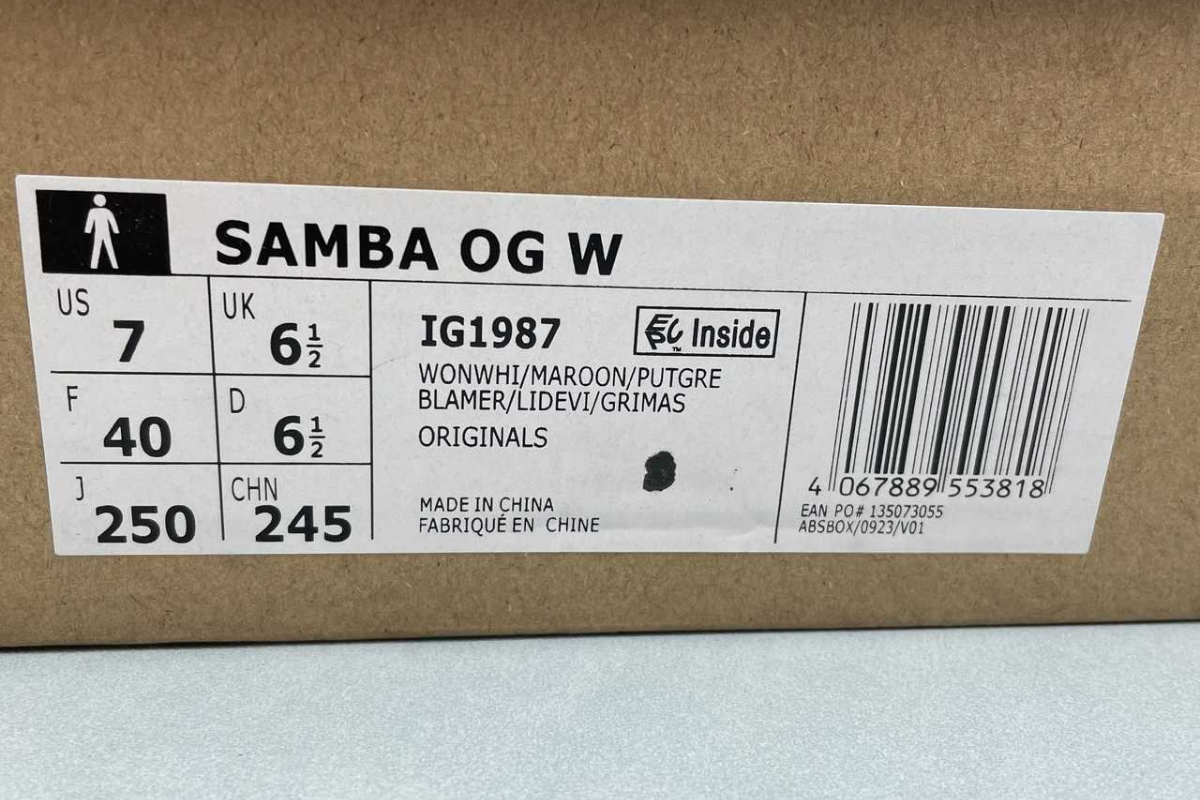 SAMBA OG W
US 7
UK 6½
F 40
D 6½
J 250
CHN 245
IG1987
EPC™ Inside
WONWHI/MAROON/PUTGRE
BLAMER/LIDEVI/GRIMAS
ORIGINALS
MADE IN CHINA
FABRIQUÉ EN CHINE
4 067889 553818
EAN PO# 135073055
ABSBOX/0923/V01